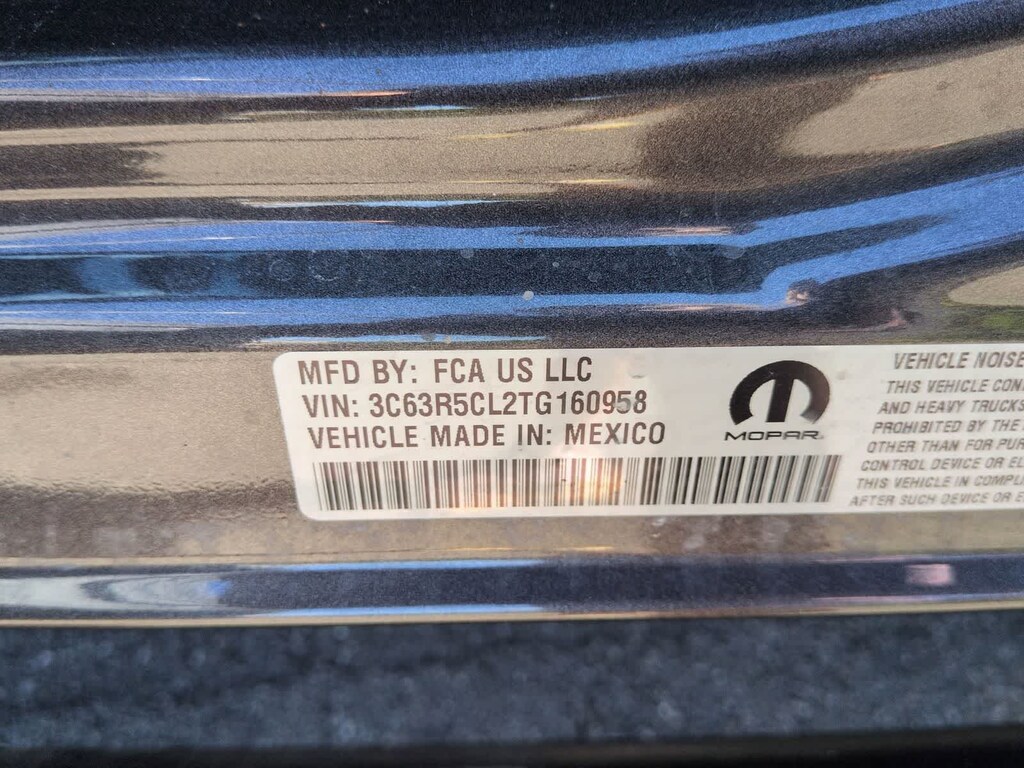 MFD BY: FCA US LLC
VIN: 3C63R5CL2TG160958
VEHICLE MADE IN: MEXICO
MOPAR
VEHICLE NOISE
THIS VEHICLE CON
AND HEAVY TRUCKS
PROHIBITED BY THE
OTHER THAN FOR PUR
CONTROL DEVICE OR EL
THIS VEHICLE IN COMPLI
AFTER SUCH DEVICE OR E